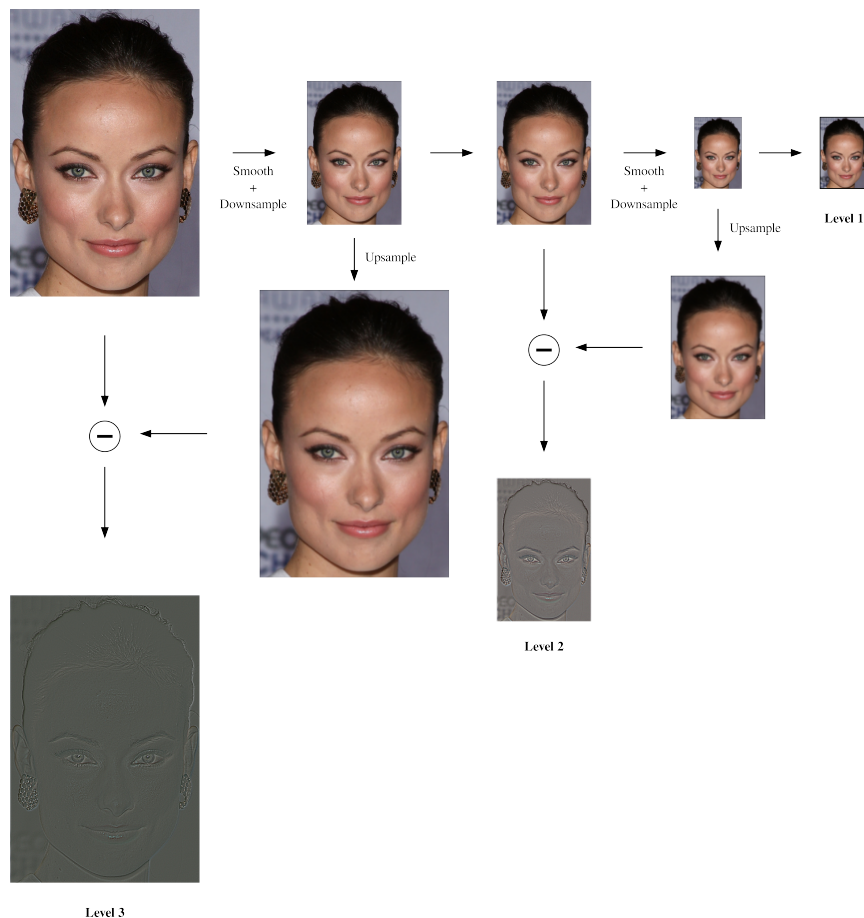 Smooth
+
Downsample
Smooth
+
Downsample
Level 1
Upsample
Upsample
Level 2
Level 3